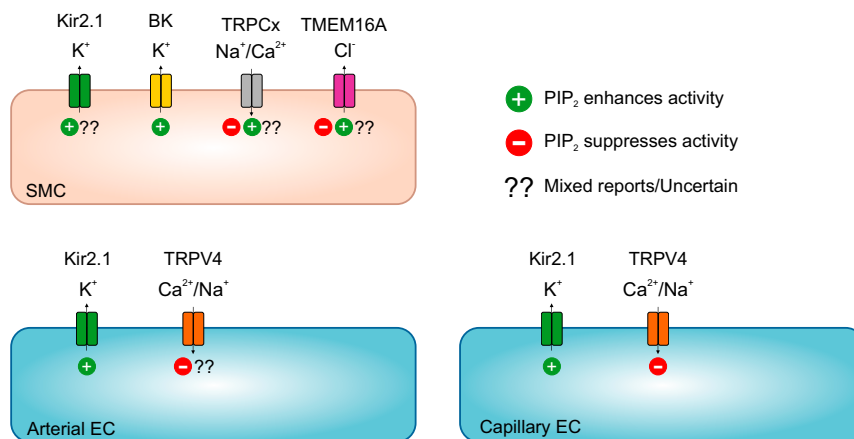 Kir2.1 BK TRPCx TMEM16A
K⁺ K⁺ Na⁺/Ca²⁺ Cl⁻
+?? + − +?? − +??
SMC
+ PIP₂ enhances activity
− PIP₂ suppresses activity
?? Mixed reports/Uncertain
Kir2.1 TRPV4
K⁺ Ca²⁺/Na⁺
+ − ??
Arterial EC
Kir2.1 TRPV4
K⁺ Ca²⁺/Na⁺
+ −
Capillary EC